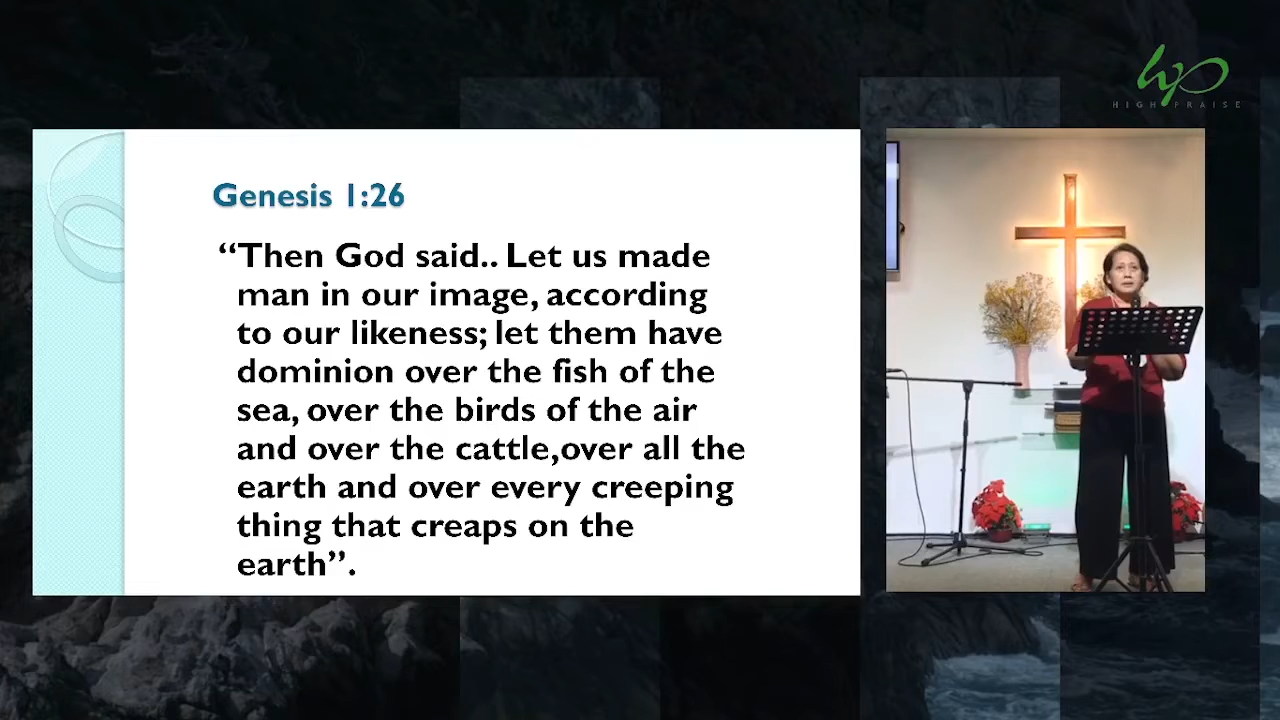 hp
HIGH PRAISE
Genesis 1:26
“Then God said.. Let us made
man in our image, according
to our likeness; let them have
dominion over the fish of the
sea, over the birds of the air
and over the cattle,over all the
earth and over every creeping
thing that creaps on the
earth”.